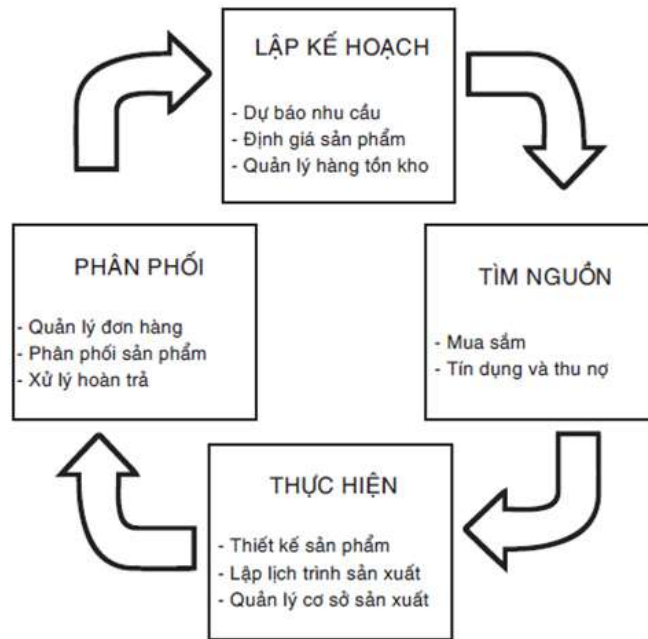 LẬP KẾ HOẠCH
- Dự báo nhu cầu
- Định giá sản phẩm
- Quản lý hàng tồn kho
PHÂN PHỐI
- Quản lý đơn hàng
- Phân phối sản phẩm
- Xử lý hoàn trả
TÌM NGUỒN
- Mua sắm
- Tín dụng và thu nợ
THỰC HIỆN
- Thiết kế sản phẩm
- Lập lịch trình sản xuất
- Quản lý cơ sở sản xuất